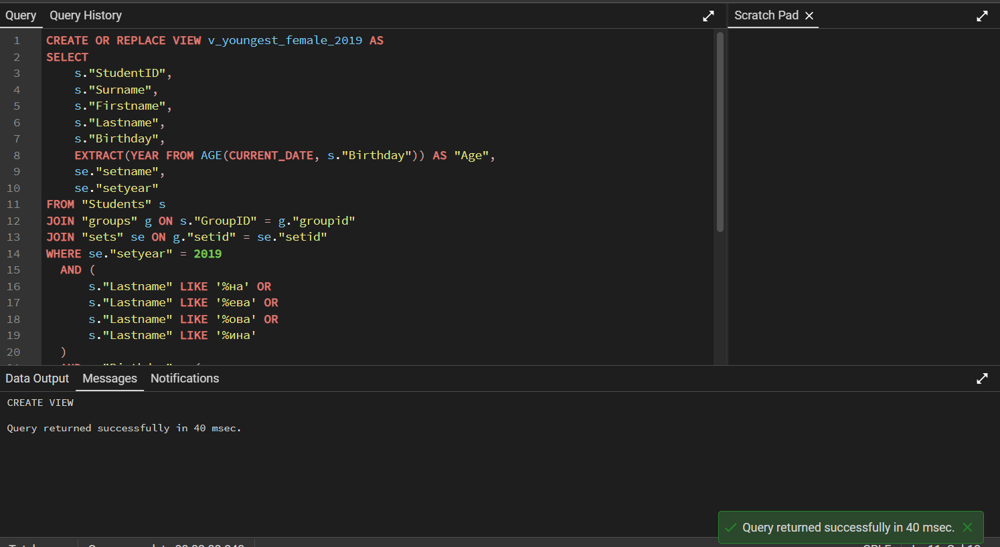 Query Query History Scratch Pad
1 CREATE OR REPLACE VIEW v_youngest_female_2019 AS
2 SELECT
3 s."StudentID",
4 s."Surname",
5 s."Firstname",
6 s."Lastname",
7 s."Birthday",
8 EXTRACT(YEAR FROM AGE(CURRENT_DATE, s."Birthday")) AS "Age",
9 se."setname",
10 se."setyear"
11 FROM "Students" s
12 JOIN "groups" g ON s."GroupID" = g."groupid"
13 JOIN "sets" se ON g."setid" = se."setid"
14 WHERE se."setyear" = 2019
15 AND (
16 s."Lastname" LIKE '%на' OR
17 s."Lastname" LIKE '%ева' OR
18 s."Lastname" LIKE '%ова' OR
19 s."Lastname" LIKE '%ина'
20 )
Data Output Messages Notifications
CREATE VIEW
Query returned successfully in 40 msec.
Query returned successfully in 40 msec.